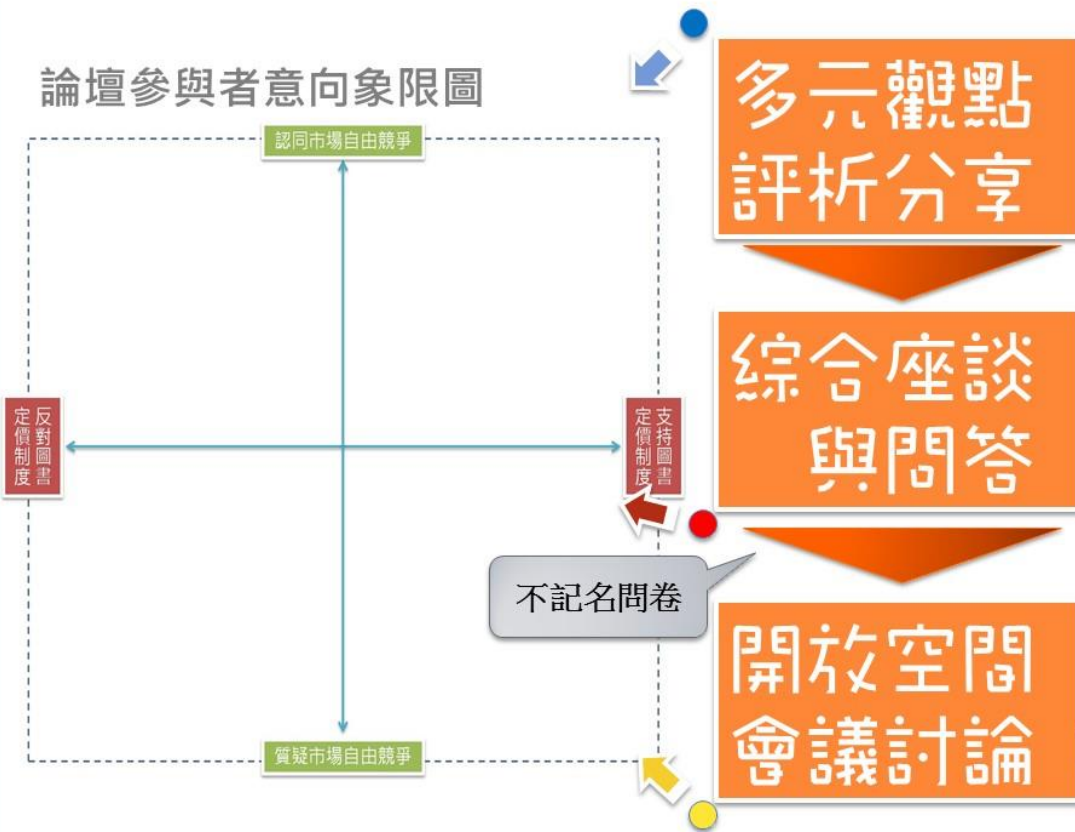 論壇參與者意向象限圖
認同市場自由競爭
反對圖書
定價制度
支持圖書
定價制度
質疑市場自由競爭
多元觀點
評析分享
綜合座談
與問答
不記名問卷
開放空間
會議討論